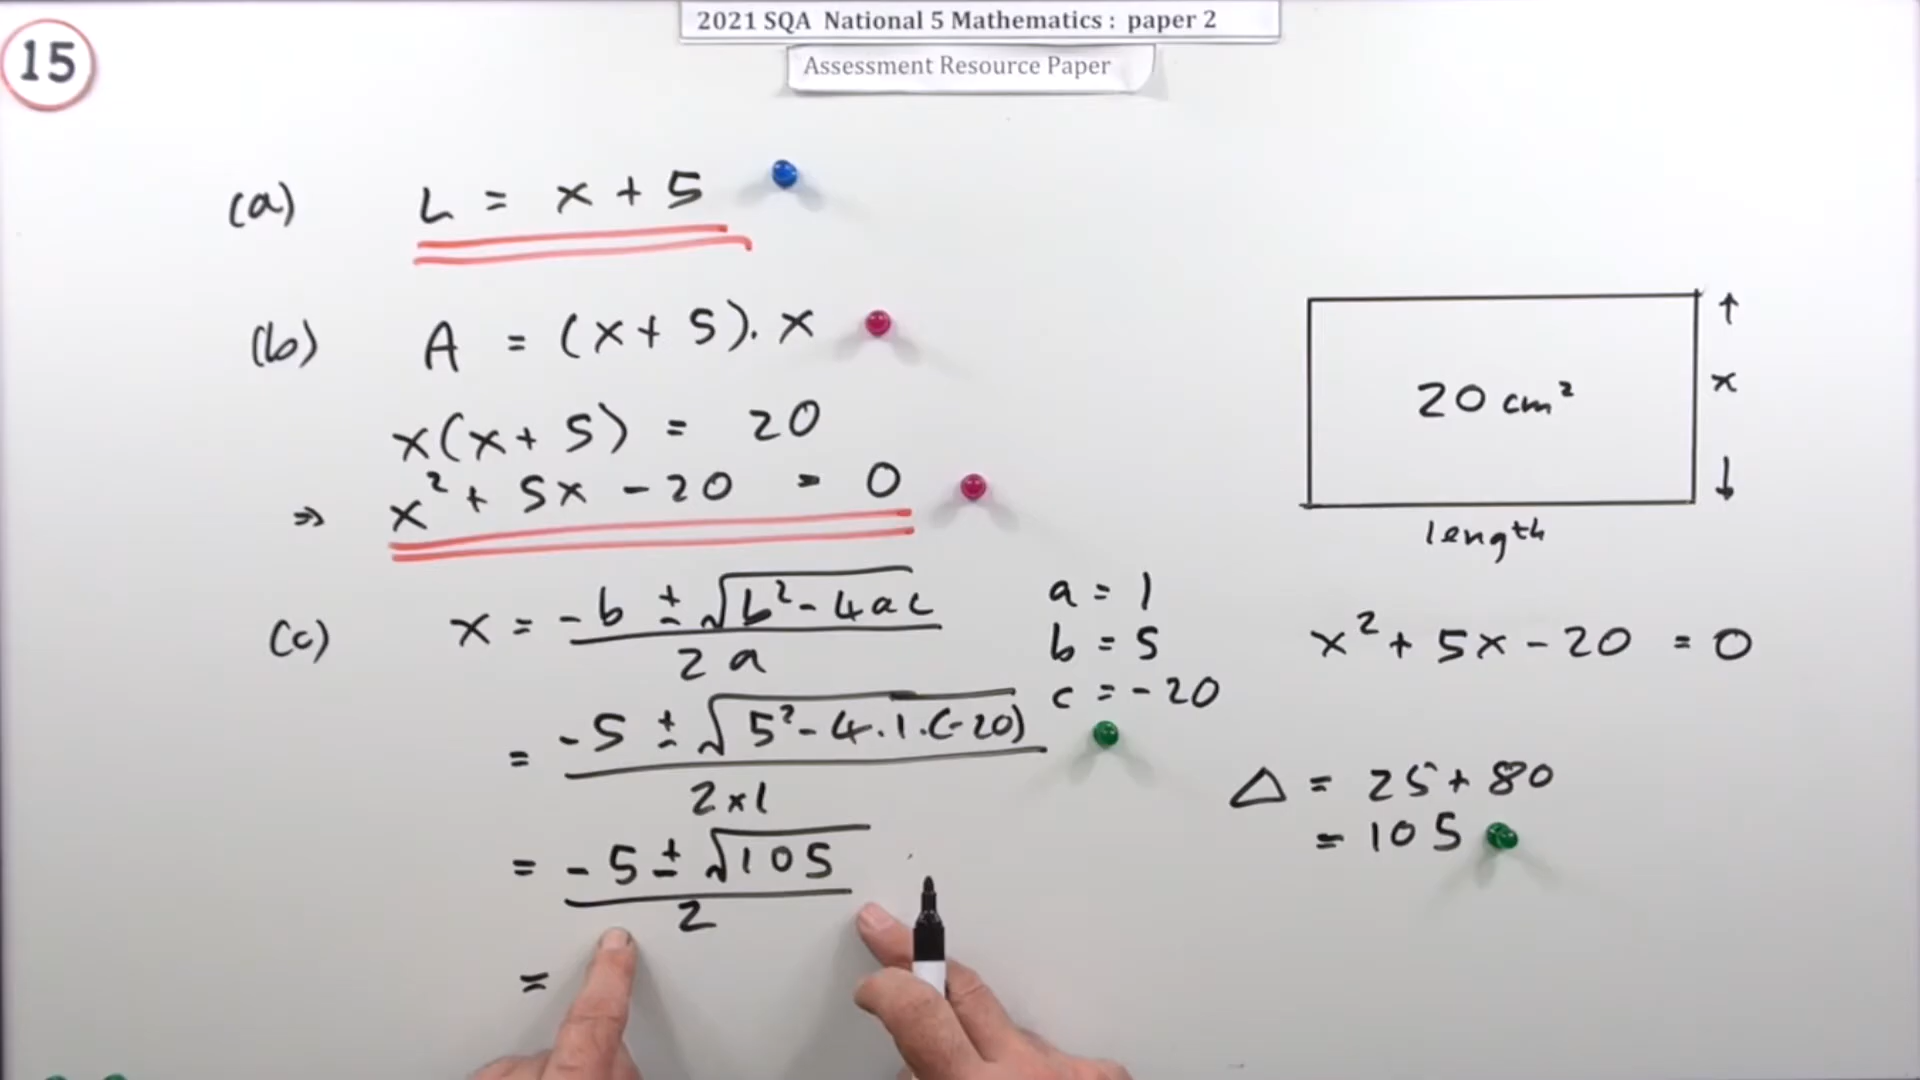 2021 SQA National 5 Mathematics : paper 2
Assessment Resource Paper
15
(a) L = x + 5
(b) A = (x + 5). x
x(x + 5) = 20
⇒ x² + 5x - 20 = 0
20 cm²
x
length
(c) x = -b ± √b² - 4ac
2a
a = 1
b = 5
c = -20
x² + 5x - 20 = 0
= -5 ± √5² - 4.1.(-20)
2×1
Δ = 25 + 80
= 105
= -5 ± √105
2
=